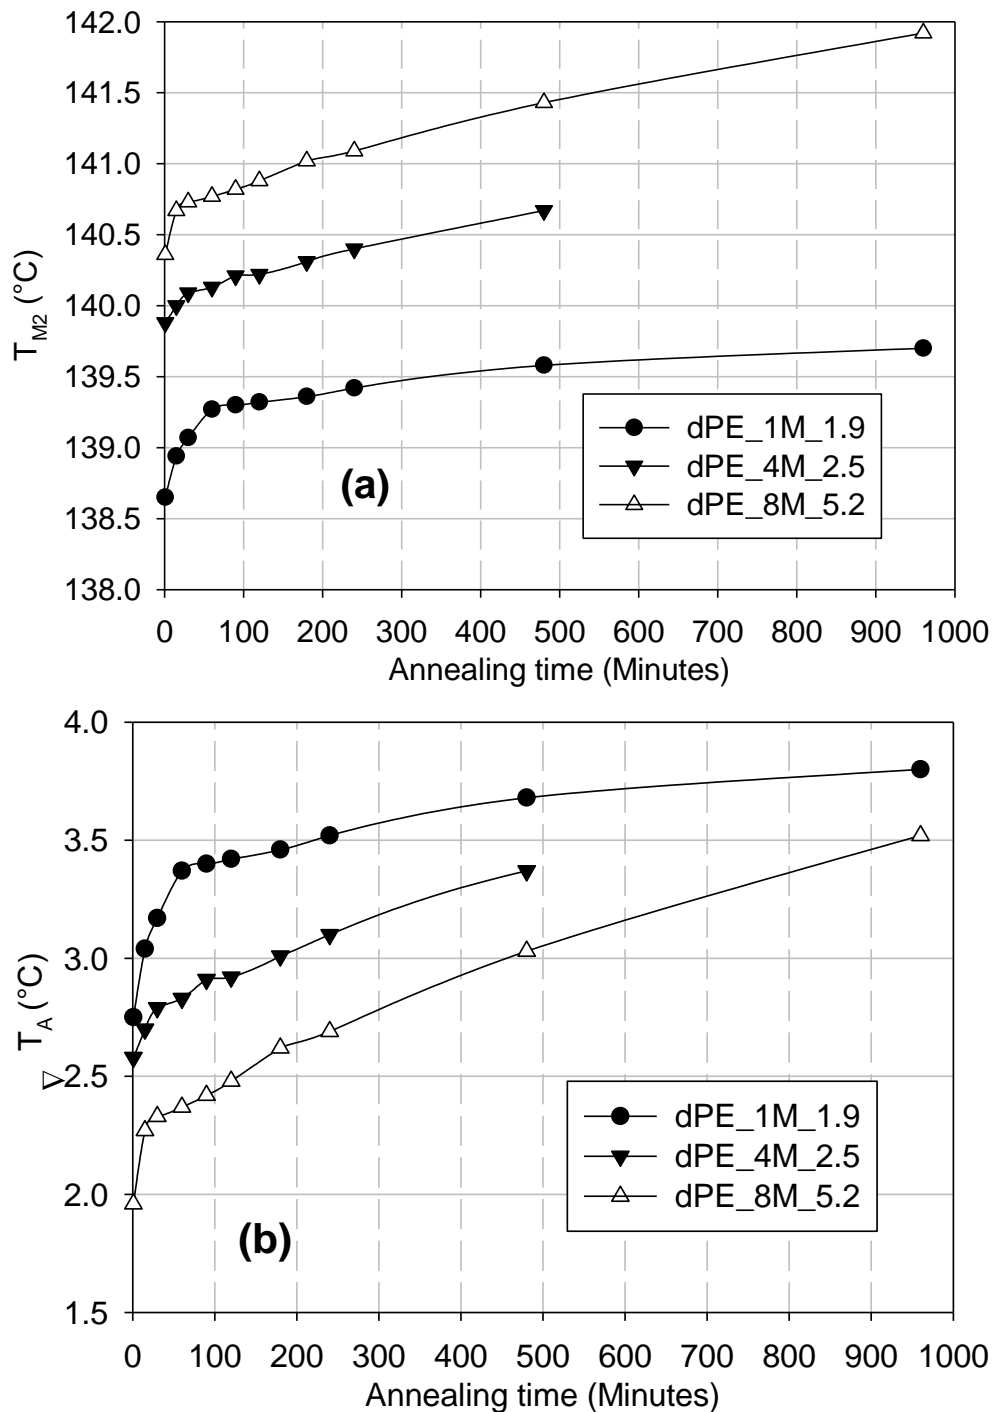 142.0
141.5
141.0
140.5
140.0
139.5
139.0
138.5
138.0
T_M2 (°C)
dPE_1M_1.9
dPE_4M_2.5
dPE_8M_5.2
(a)
0 100 200 300 400 500 600 700 800 900 1000
Annealing time (Minutes)
4.0
3.5
3.0
2.5
2.0
1.5
∇ T_A (°C)
dPE_1M_1.9
dPE_4M_2.5
dPE_8M_5.2
(b)
0 100 200 300 400 500 600 700 800 900 1000
Annealing time (Minutes)